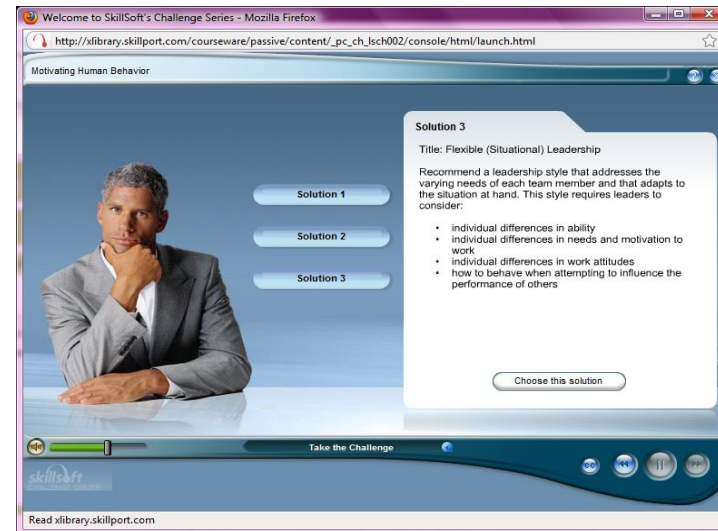 Welcome to SkillSoft's Challenge Series - Mozilla Firefox
http://xlibrary.skillport.com/courseware/passive/content/_pc_ch_lsch002/console/html/launch.html
Motivating Human Behavior
Solution 3
Title: Flexible (Situational) Leadership
Recommend a leadership style that addresses the
varying needs of each team member and that adapts to
the situation at hand. This style requires leaders to
consider:
• individual differences in ability
• individual differences in needs and motivation to
work
• individual differences in work attitudes
• how to behave when attempting to influence the
performance of others
Solution 1
Solution 2
Solution 3
Choose this solution
Take the Challenge
CC
skillsoft
CHALLENGE SERIES
Read xlibrary.skillport.com